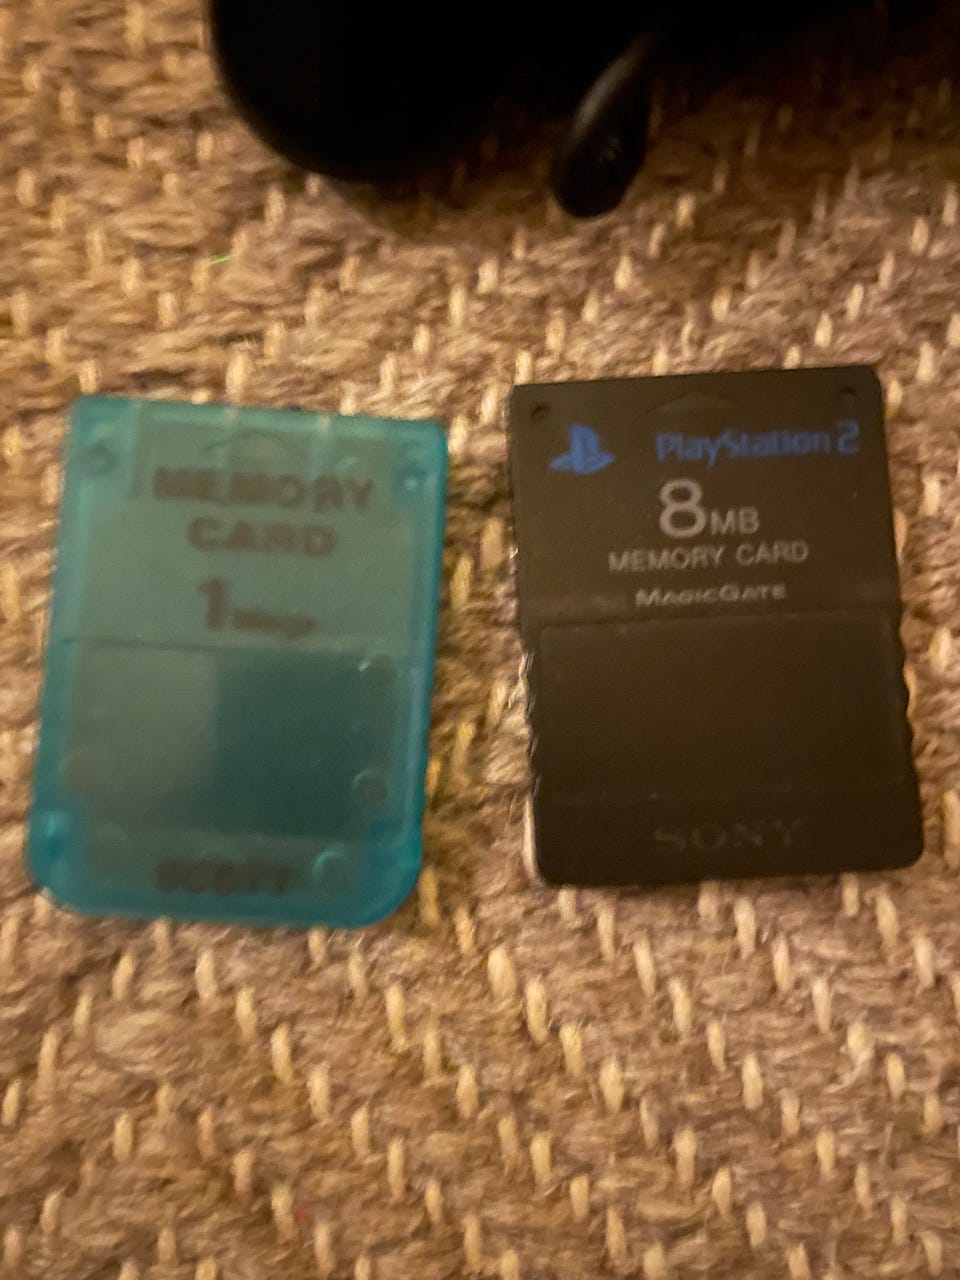 MEMORY
CARD
1
PlayStation 2
8MB
MEMORY CARD
MAGICGATE
SONY